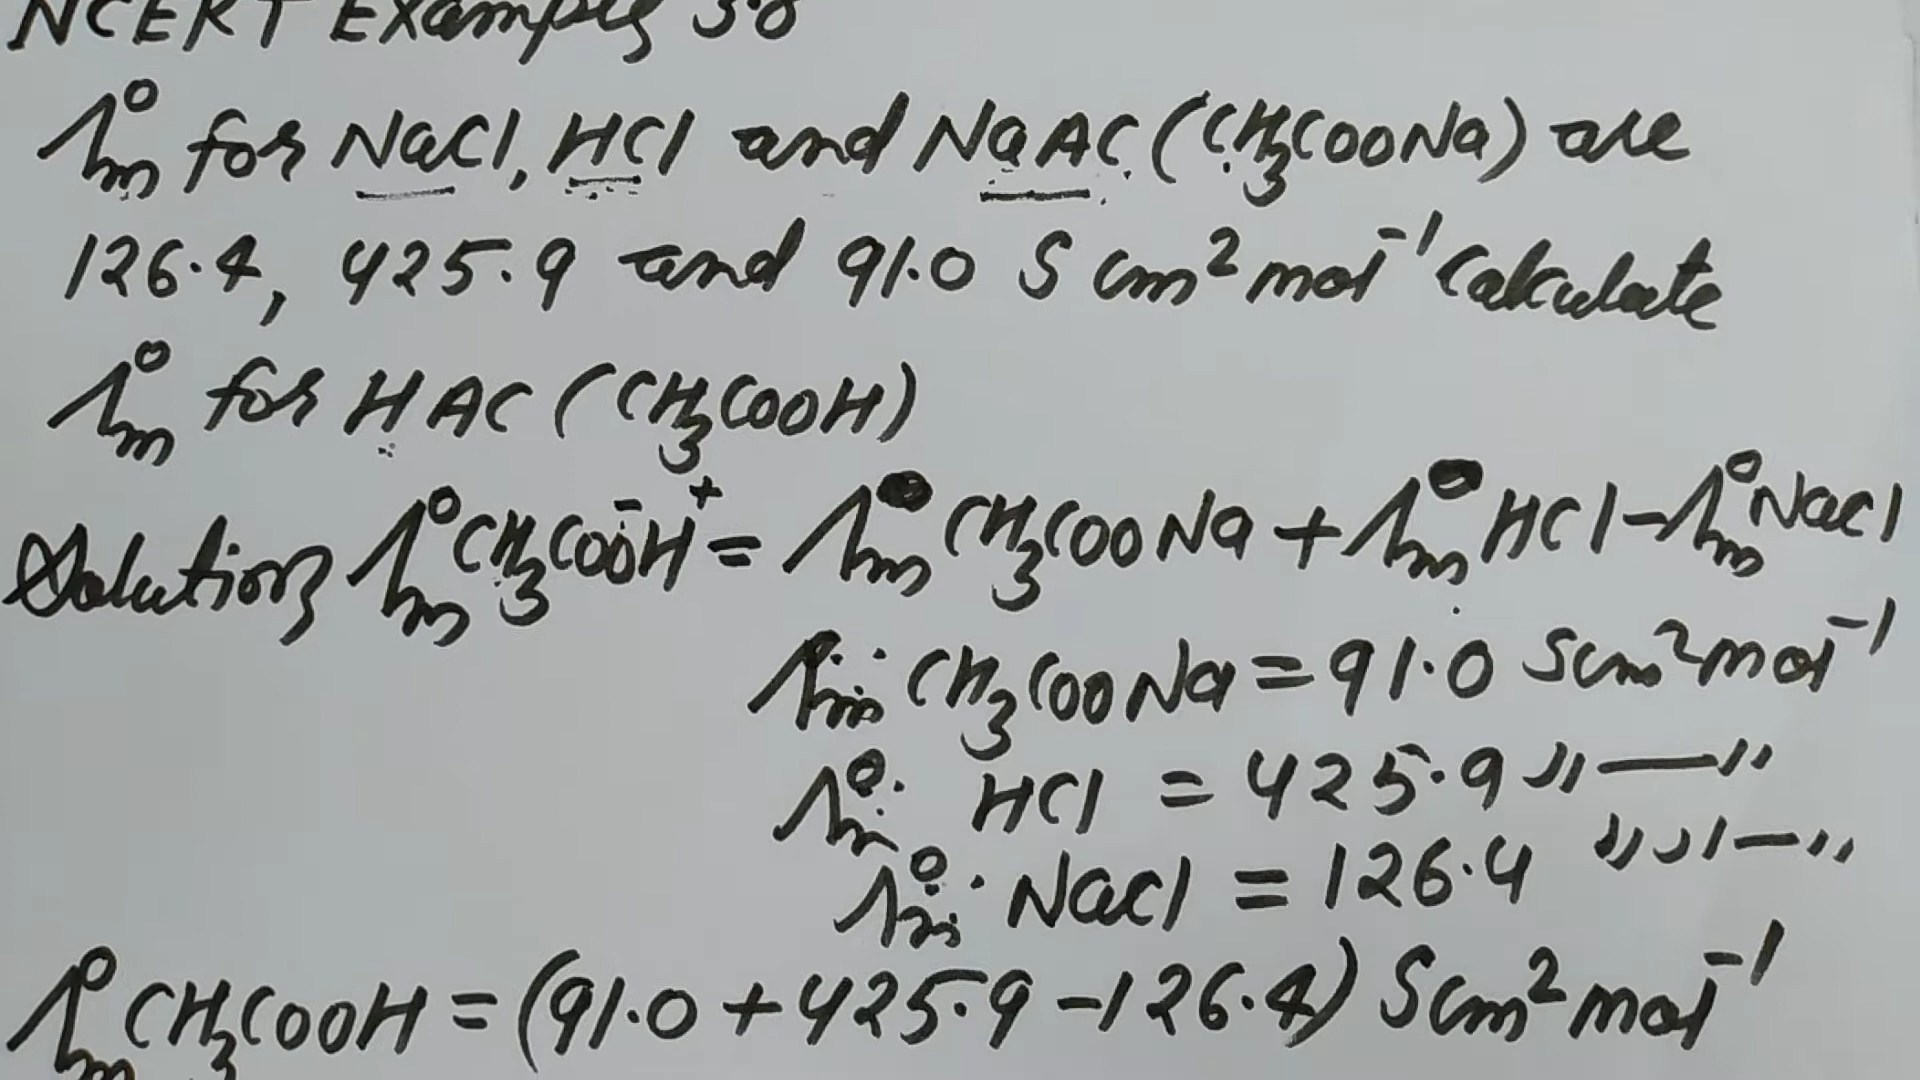 NCERT Example 3.8
Λ°m for NaCl, HCl and NaAC (CH3COONa) are
126.4, 425.9 and 91.0 S cm² mol⁻¹ Calculate
Λ°m for HAC (CH3COOH)
Solution Λ°m CH3COO⁻H⁺ = Λ°m CH3COONa + Λ°m HCl - Λ°m NaCl
Λm CH3COONa = 91.0 Scm² mol⁻¹
Λ°m HCl = 425.9 〃 — 〃
Λ°m NaCl = 126.4 〃 — 〃
Λ°m CH3COOH = (91.0 + 425.9 - 126.4) S cm² mol⁻¹